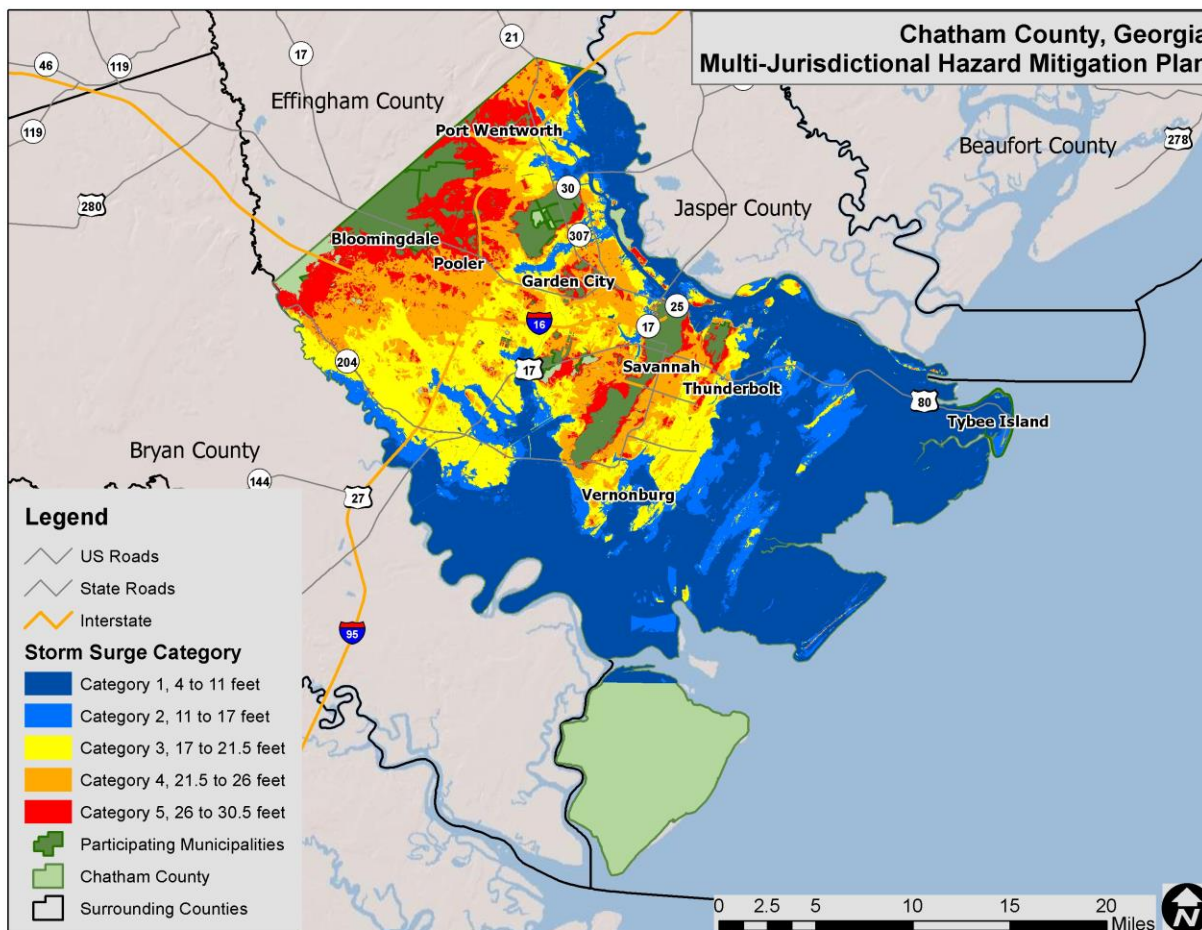 Chatham County, Georgia
Multi-Jurisdictional Hazard Mitigation Plan
21
17
46
119
119
Effingham County
Beaufort County
278
Port Wentworth
280
30
Jasper County
Bloomingdale
307
Pooler
Garden City
25
16
17
204
17
Savannah
Thunderbolt
80
Tybee Island
Bryan County
144
27
Vernonburg
95
Legend
US Roads
State Roads
Interstate
Storm Surge Category
Category 1, 4 to 11 feet
Category 2, 11 to 17 feet
Category 3, 17 to 21.5 feet
Category 4, 21.5 to 26 feet
Category 5, 26 to 30.5 feet
Participating Municipalities
Chatham County
Surrounding Counties
0 2.5 5 10 15 20
Miles
N